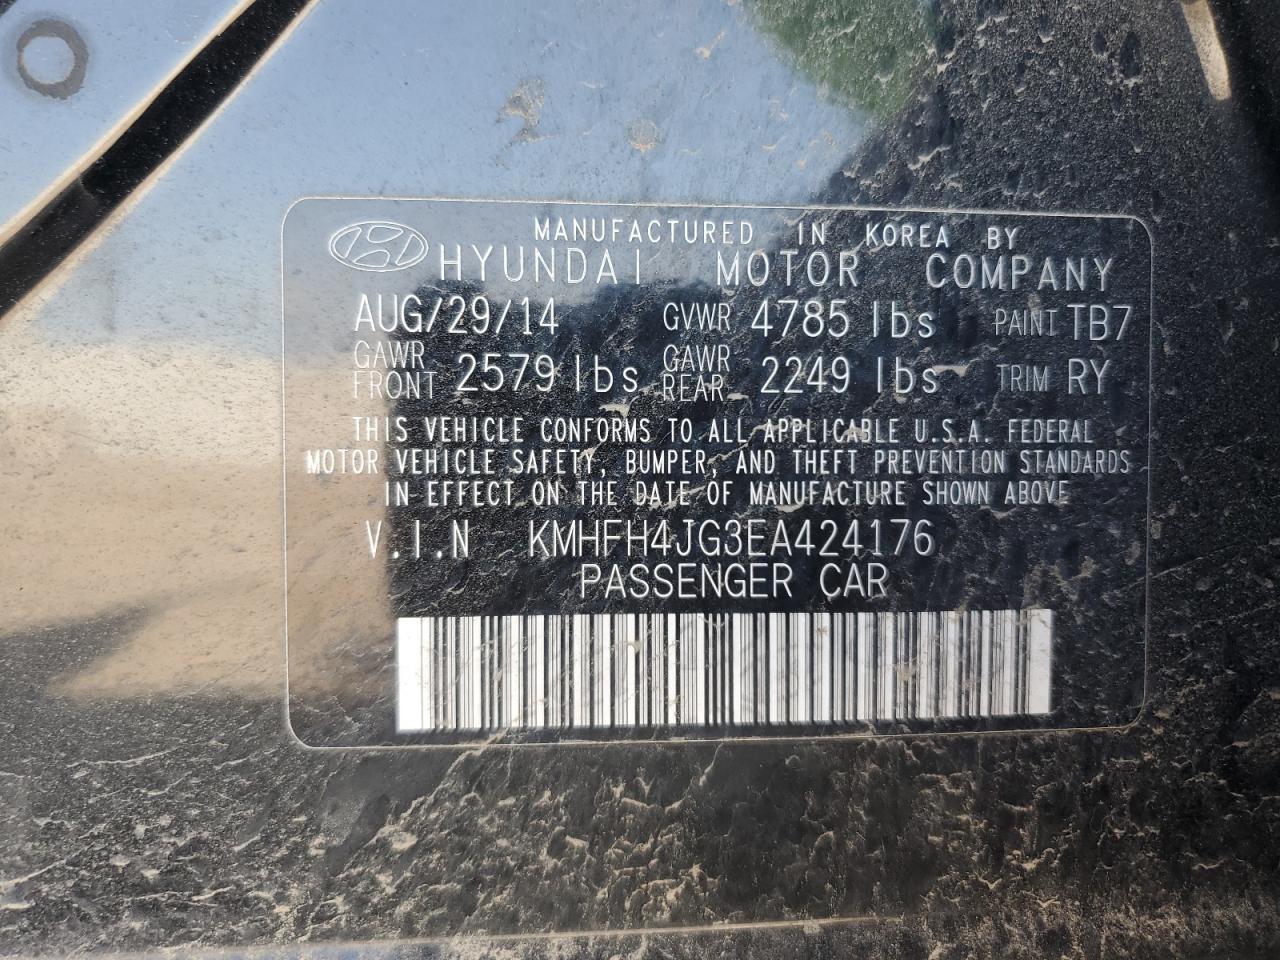 MANUFACTURED IN KOREA BY
HYUNDAI MOTOR COMPANY
AUG/29/14 GVWR 4785 lbs PAINT TB7
GAWR FRONT 2579 lbs GAWR REAR 2249 lbs TRIM RY
THIS VEHICLE CONFORMS TO ALL APPLICABLE U.S.A. FEDERAL
MOTOR VEHICLE SAFETY, BUMPER, AND THEFT PREVENTION STANDARDS
IN EFFECT ON THE DATE OF MANUFACTURE SHOWN ABOVE
V.I.N KMHFH4JG3EA424176
PASSENGER CAR